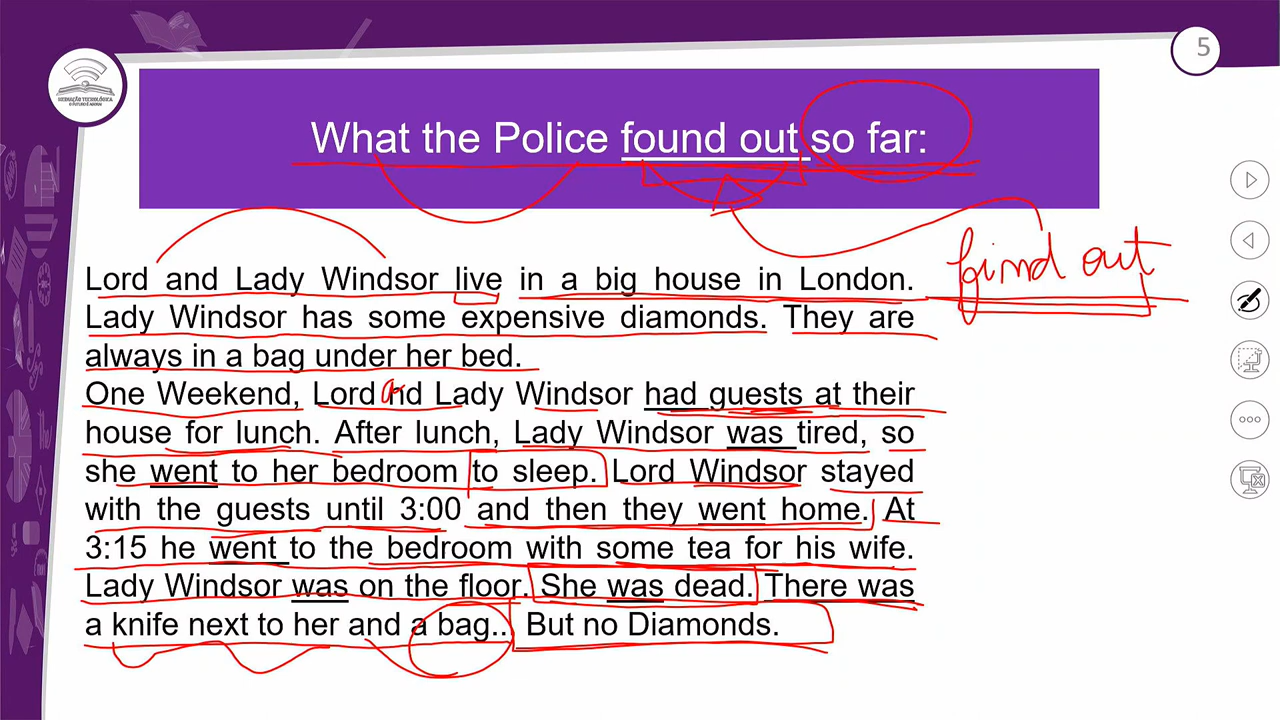 5
MEDIAÇÃO TECNOLÓGICA
O FUTURO É AGORA
What the Police found out so far:
find out
Lord and Lady Windsor live in a big house in London.
Lady Windsor has some expensive diamonds. They are
always in a bag under her bed.
One Weekend, Lord and Lady Windsor had guests at their
house for lunch. After lunch, Lady Windsor was tired, so
she went to her bedroom to sleep. Lord Windsor stayed
with the guests until 3:00 and then they went home. At
3:15 he went to the bedroom with some tea for his wife.
Lady Windsor was on the floor. She was dead. There was
a knife next to her and a bag.. But no Diamonds.